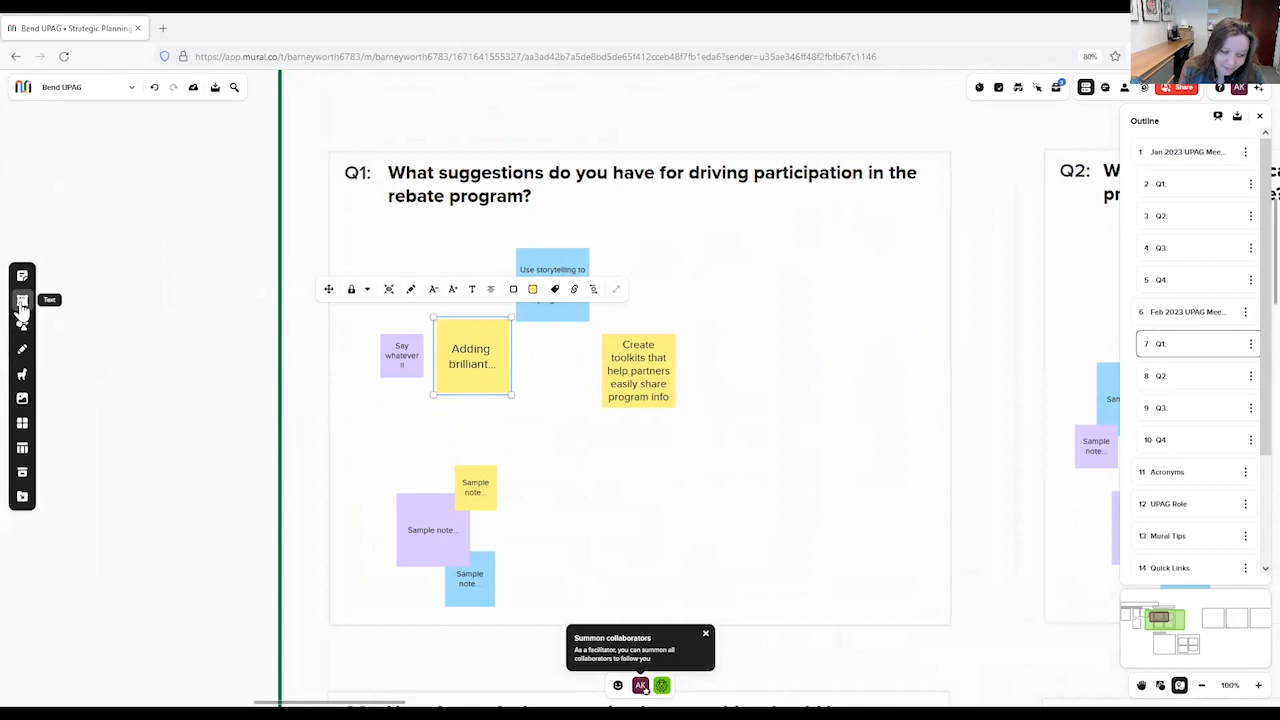 Bend UPAG • Strategic Planning
https://app.mural.co/t/barneyworth6783/m/barneyworth6783/1671641555327/aa3ad42b7a5de8bd5de65f412cceb48f7fb1eda6?sender=u35ae346ff48f2fbfb67c1146
80%
Bend UPAG
3
Share
AK
Outline
1 Jan 2023 UPAG Mee...
2 Q1:
3 Q2:
4 Q3:
5 Q4:
6 Feb 2023 UPAG Mee...
7 Q1:
8 Q2:
9 Q3:
10 Q4:
11 Acronyms
12 UPAG Role
13 Mural Tips
14 Quick Links
Q1: What suggestions do you have for driving participation in the
rebate program?
Q2:
Use storytelling to
Text
Say
whatever
!!
Adding
brilliant...
Create
toolkits that
help partners
easily share
program info
Sample
note...
Sample note...
Sample
note...
Sample
note...
Summon collaborators
As a facilitator, you can summon all
collaborators to follow you
AK
100%